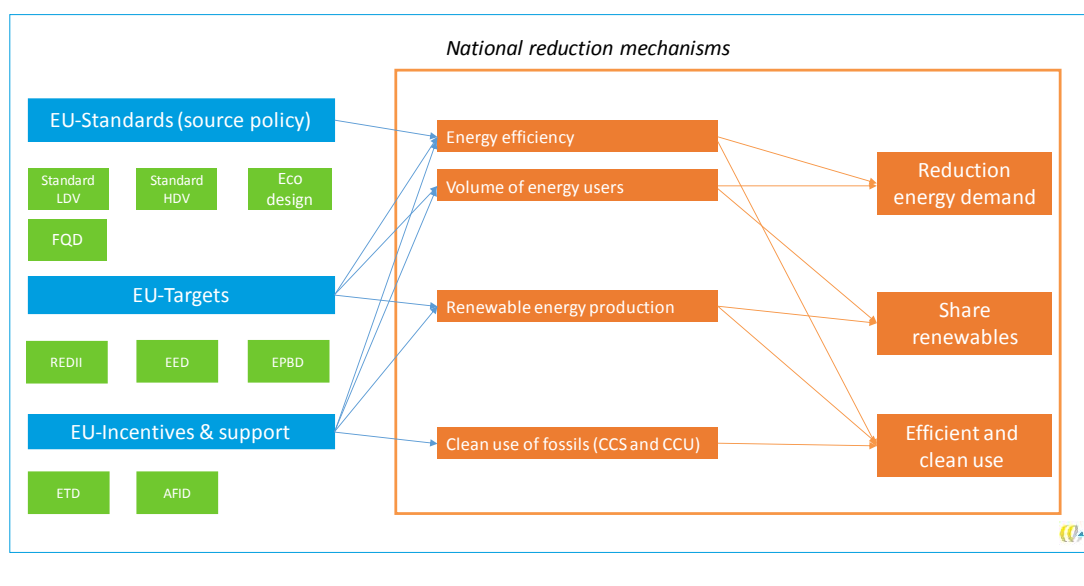 National reduction mechanisms
EU-Standards (source policy)
Standard
LDV
Standard
HDV
Eco
design
FQD
EU-Targets
REDII
EED
EPBD
EU-Incentives & support
ETD
AFID
Energy efficiency
Volume of energy users
Renewable energy production
Clean use of fossils (CCS and CCU)
Reduction
energy demand
Share
renewables
Efficient and
clean use